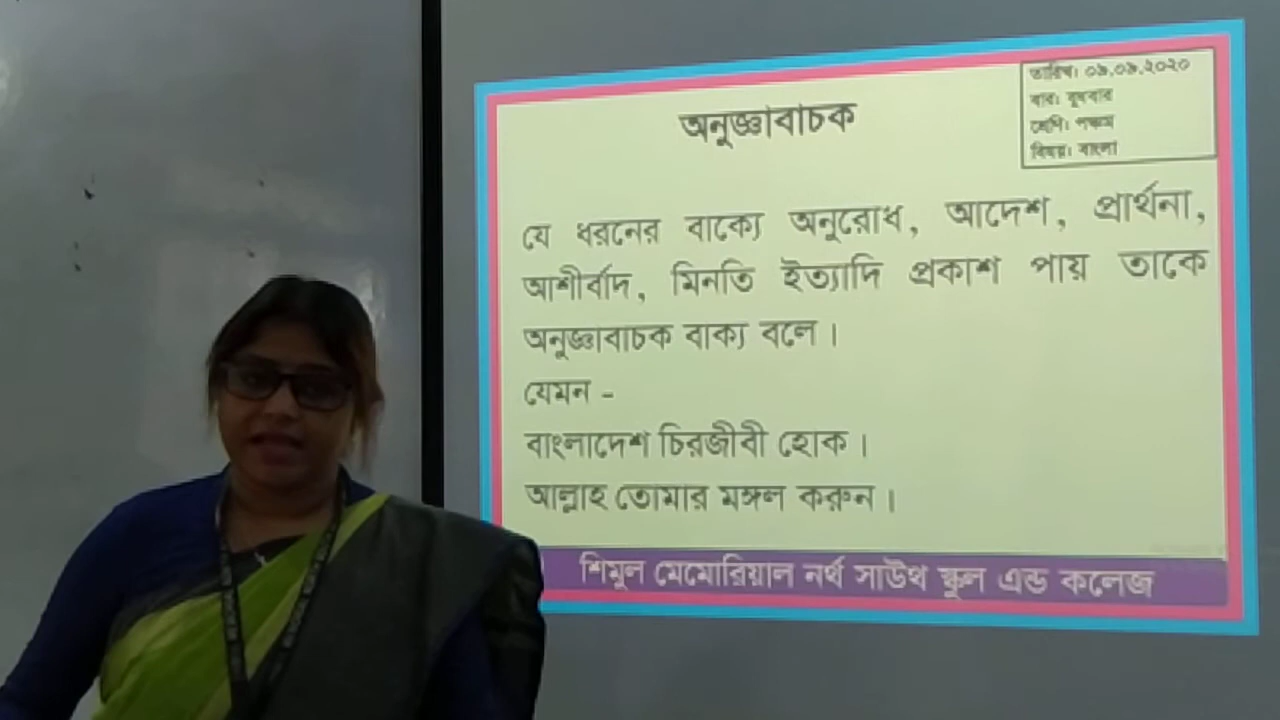 অনুজ্ঞাবাচক
তারিখ: ০৯.০৯.২০২০
বার: বুধবার
শ্রেণি: পঞ্চম
বিষয়: বাংলা
যে ধরনের বাক্যে অনুরোধ, আদেশ, প্রার্থনা,
আশীর্বাদ, মিনতি ইত্যাদি প্রকাশ পায় তাকে
অনুজ্ঞাবাচক বাক্য বলে।
যেমন -
বাংলাদেশ চিরজীবী হোক।
আল্লাহ তোমার মঙ্গল করুন।
শিমুল মেমোরিয়াল নর্থ সাউথ স্কুল এন্ড কলেজ